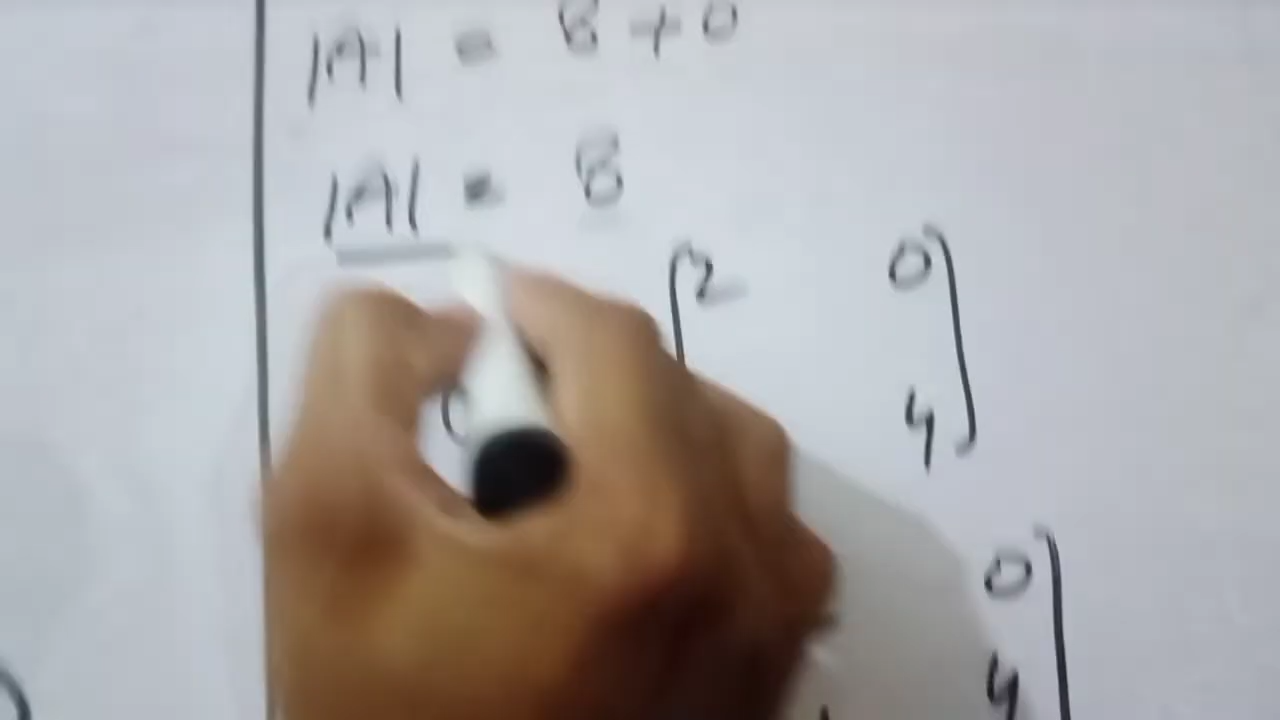 |A| = 8 + 0
|A| = 8
[2 0]
4]
0]
4